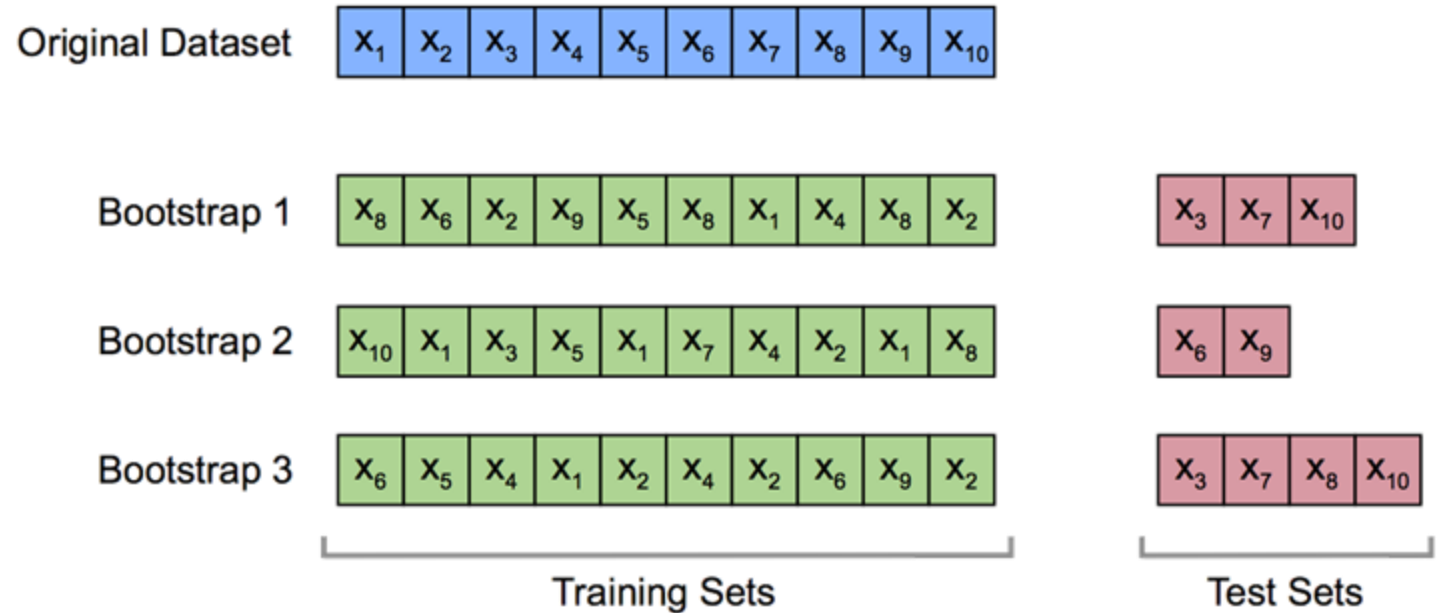 Original Dataset x₁ x₂ x₃ x₄ x₅ x₆ x₇ x₈ x₉ x₁₀
Bootstrap 1 x₈ x₆ x₂ x₉ x₅ x₈ x₁ x₄ x₈ x₂ x₃ x₇ x₁₀
Bootstrap 2 x₁₀ x₁ x₃ x₅ x₁ x₇ x₄ x₂ x₁ x₈ x₆ x₉
Bootstrap 3 x₆ x₅ x₄ x₁ x₂ x₄ x₂ x₆ x₉ x₂ x₃ x₇ x₈ x₁₀
Training Sets Test Sets